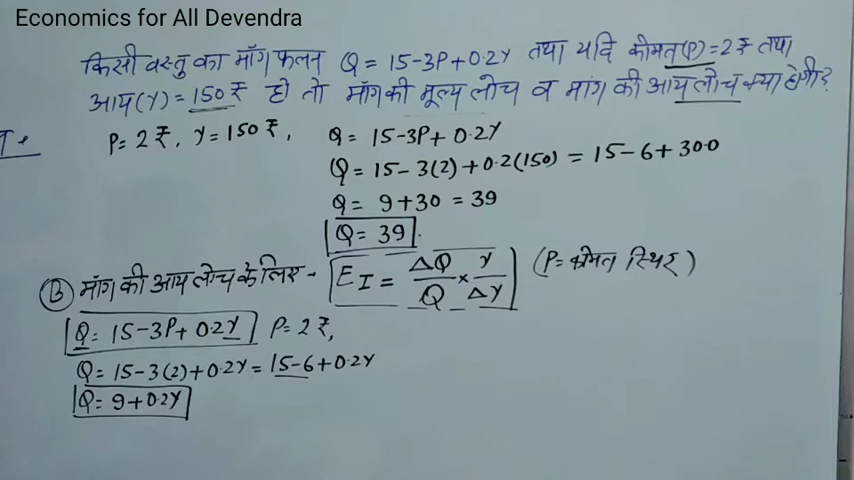 Economics for All Devendra
किसी वस्तु का माँग फलन Q = 15-3P+0.2Y तथा यदि कीमत(P)=2₹ तथा
आय(Y)=150₹ हो तो माँग की मूल्य लोच व मांग की आय लोच क्या होगी?
P= 2₹, Y=150₹, Q= 15-3P+0.2Y
Q= 15-3(2)+0.2(150) = 15-6+30.0
Q= 9+30 = 39
Q= 39
(B) माँग की आय लोच के लिए - E_I = ΔQ/Q × Y/ΔY (P= कीमत स्थिर)
Q= 15-3P+0.2Y P=2₹,
Q= 15-3(2)+0.2Y = 15-6+0.2Y
Q= 9+0.2Y